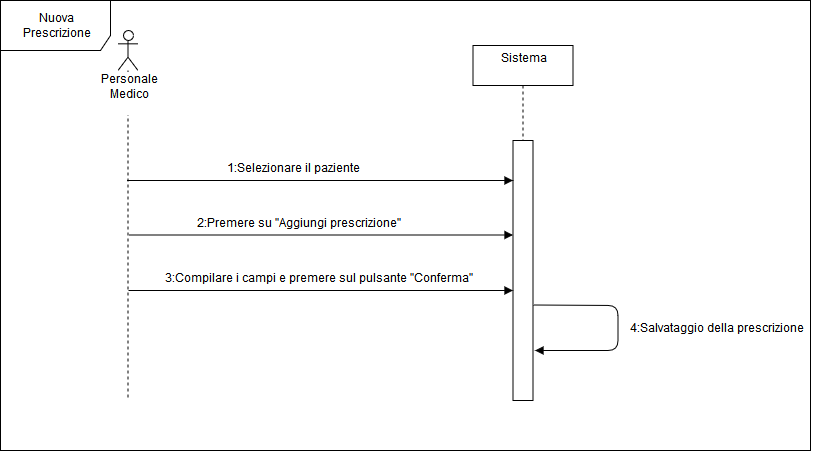 Nuova
Prescrizione
Personale
Medico
Sistema
1:Selezionare il paziente
2:Premere su "Aggiungi prescrizione"
3:Compilare i campi e premere sul pulsante "Conferma"
4:Salvataggio della prescrizione